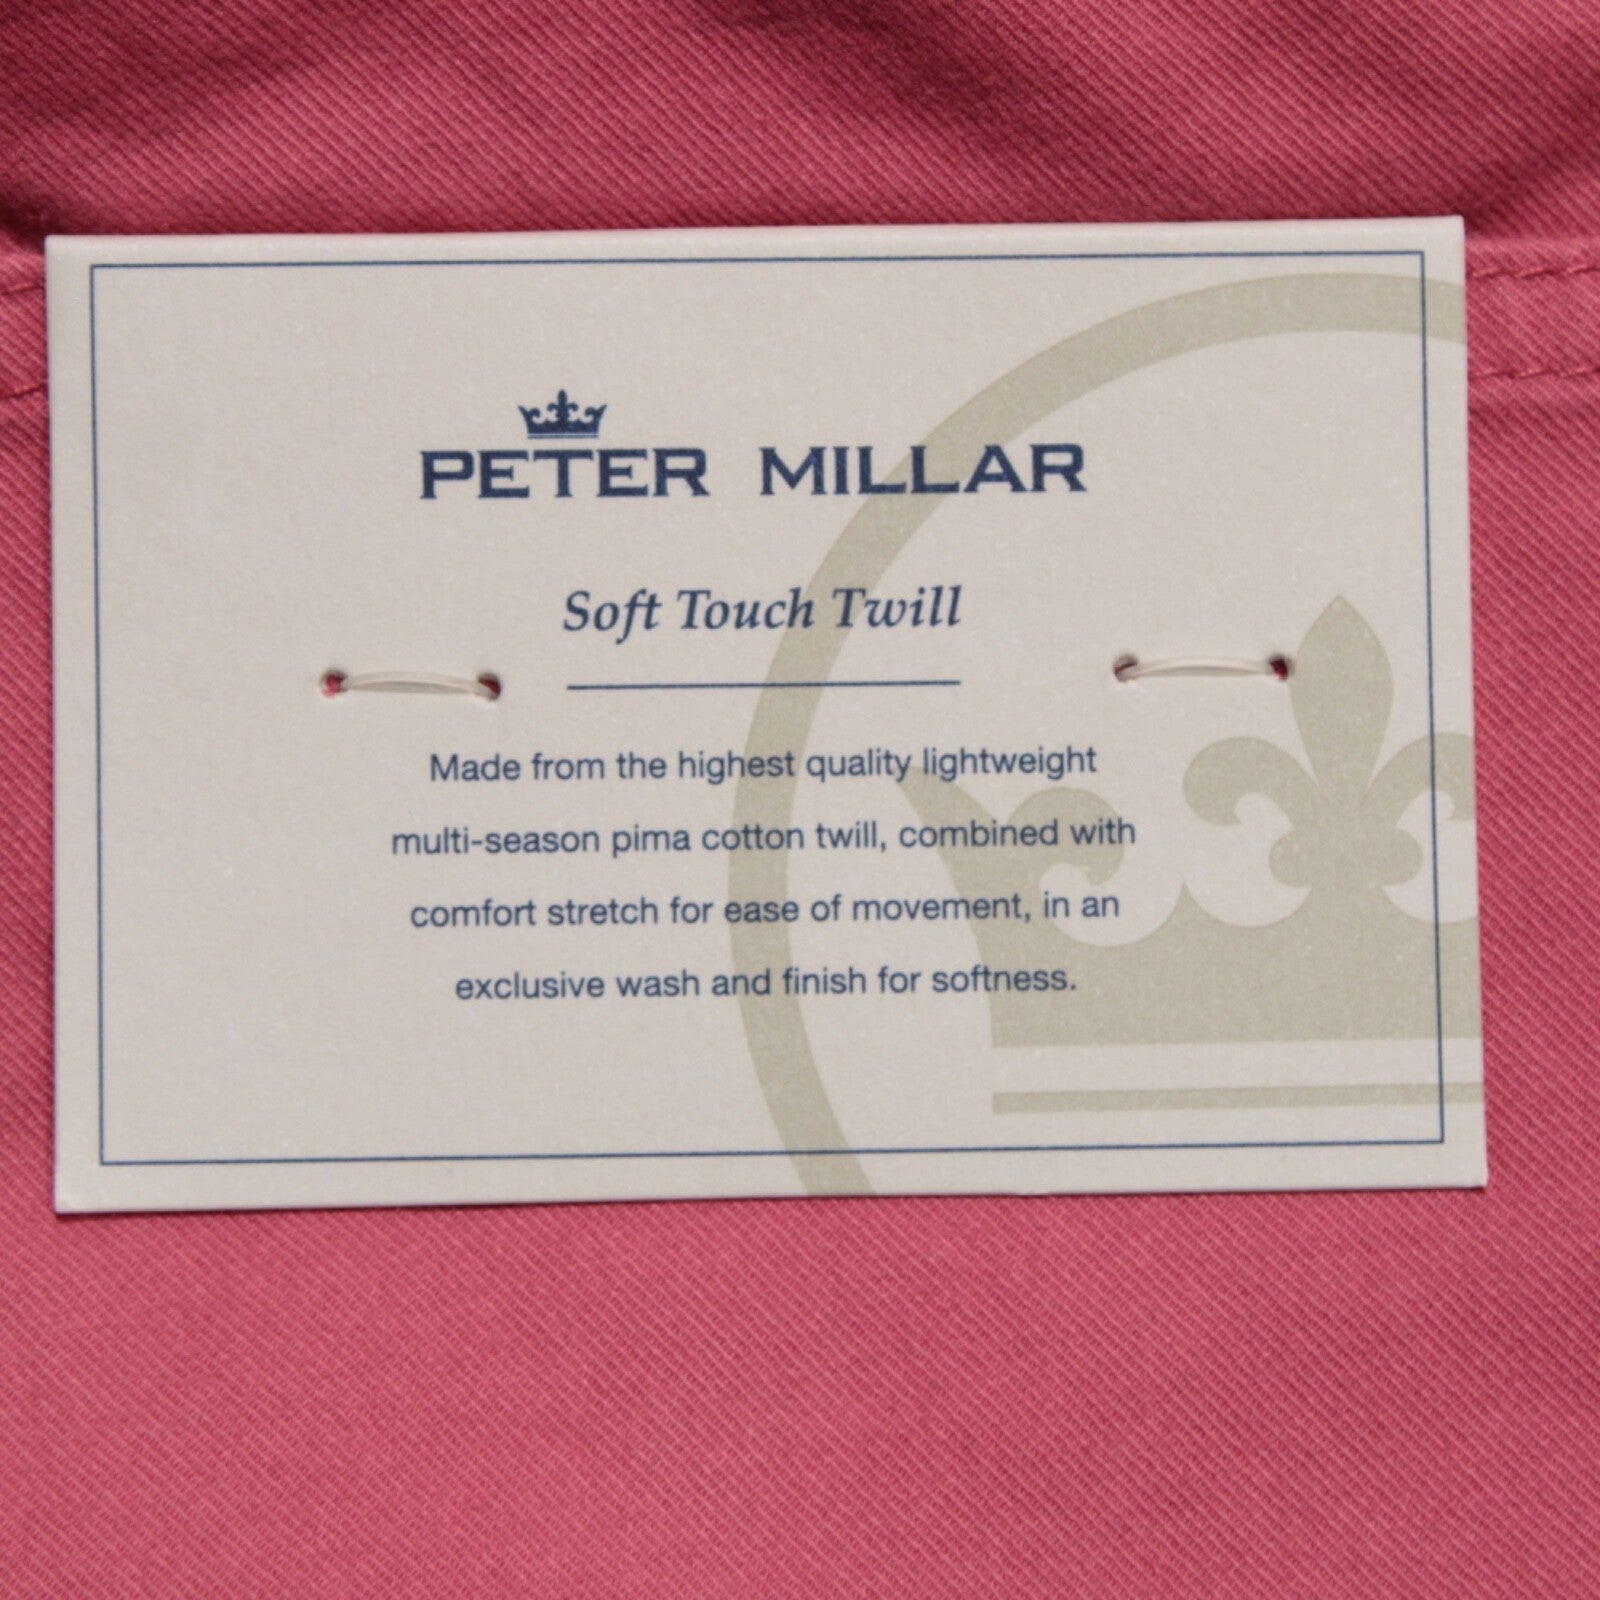 PETER MILLAR
Soft Touch Twill
Made from the highest quality lightweight
multi-season pima cotton twill, combined with
comfort stretch for ease of movement, in an
exclusive wash and finish for softness.